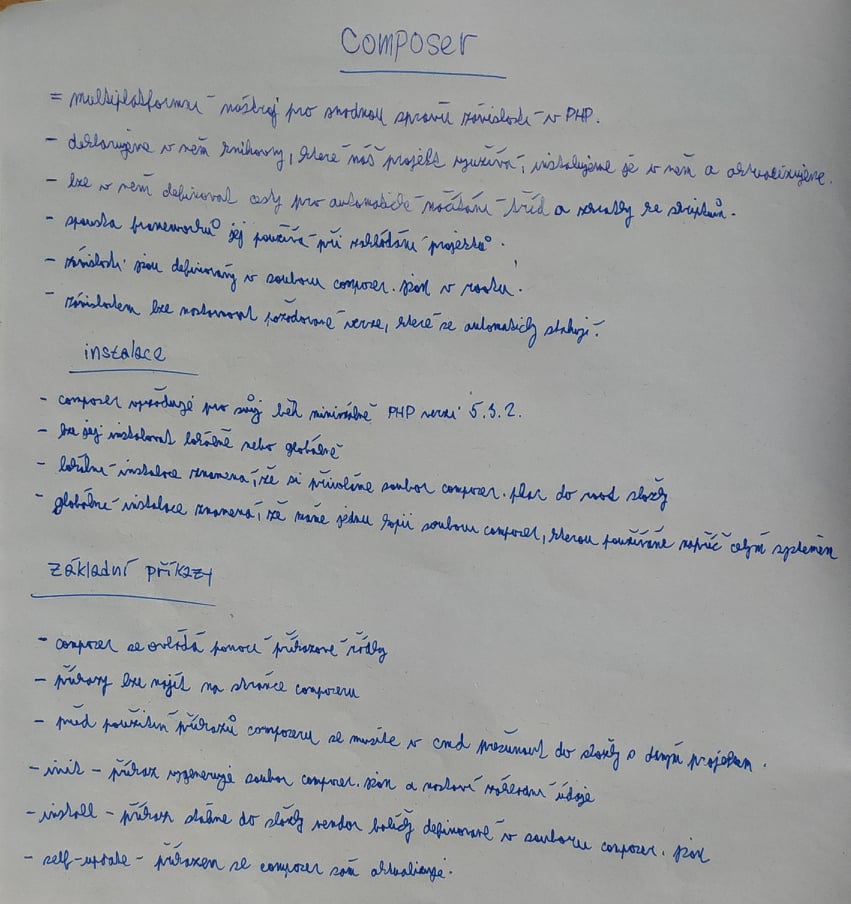 Composer
= multiplatformní nástroj pro snadnou správu závislostí v PHP.
- deklarujeme v něm knihovny, které náš projekt využívá, instalujeme je v něm a aktualizujeme.
- lze v něm definovat cesty pro automatické načítání tříd a zkratky ke skriptům.
- spousta frameworků jej používá při zakládání projektů.
- závislosti jsou definovány v souboru composer.json v rootu.
- závislostem lze nastavovat požadované verze, které se automaticky stahují.
instalace
- composer vyžaduje pro svůj běh minimálně PHP verzi 5.3.2.
- lze jej instalovat lokálně nebo globálně
- lokální instalace znamená, že si přivoláme soubor composer.phar do root složky
- globální instalace znamená, že máme jednu kopii souboru composer, kterou používáme napříč celým systémem
základní příkazy
- composer se ovládá pomocí příkazové řádky
- příkazy lze najít na stránce composeru
- před použitím příkazů composeru se musíte v cmd přesunout do složky s daným projektem.
- init - příkaz vygeneruje soubor composer.json a nastaví základní údaje
- install - příkaz stáhne do složky vendor balíčky definované v souboru composer.json
- self-update - příkazem se composer sám aktualizuje.